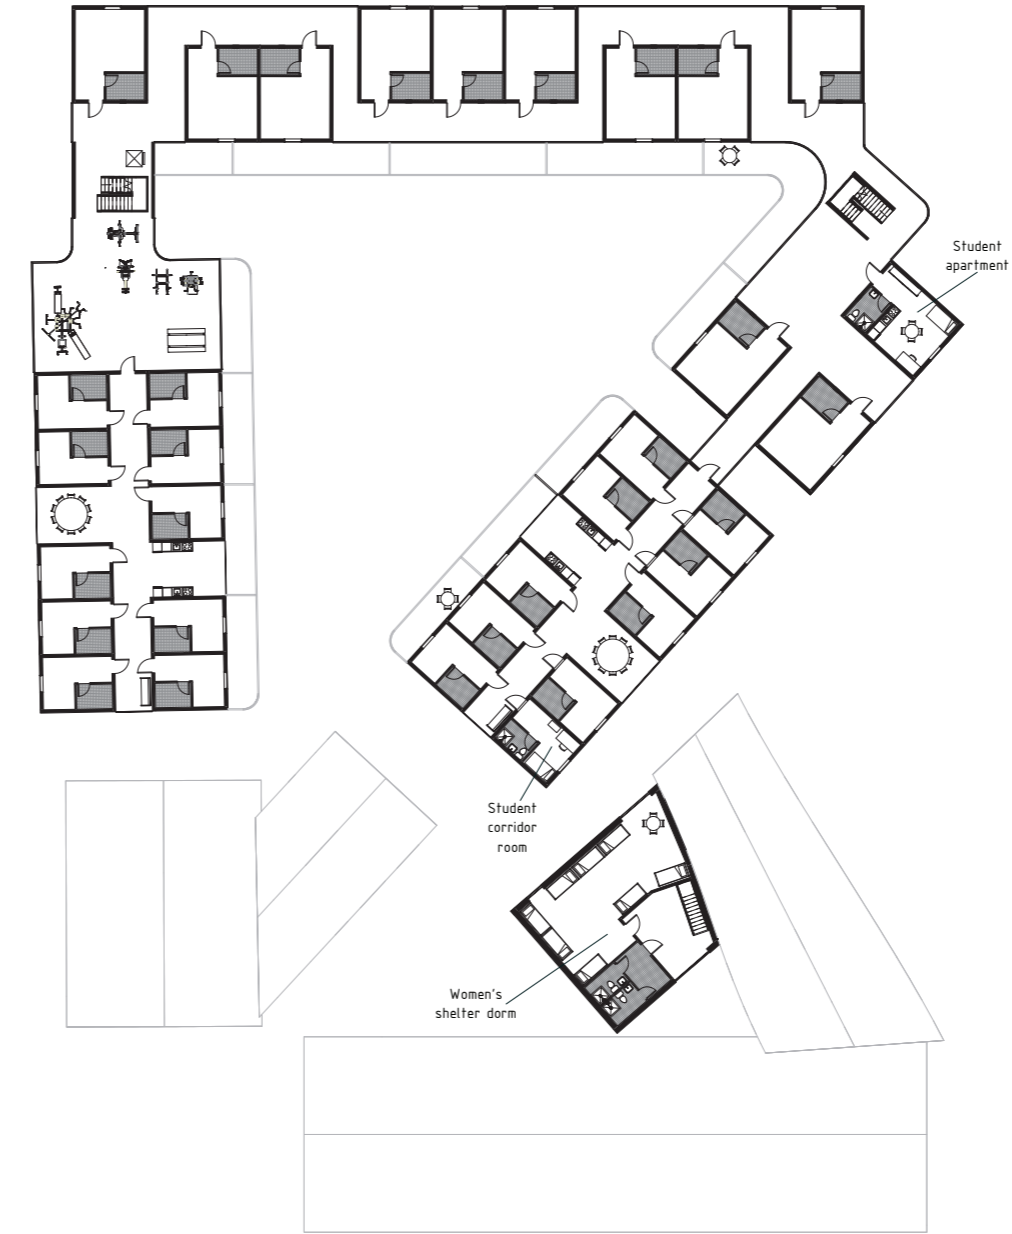 Student
apartment
Student
corridor
room
Women's
shelter dorm